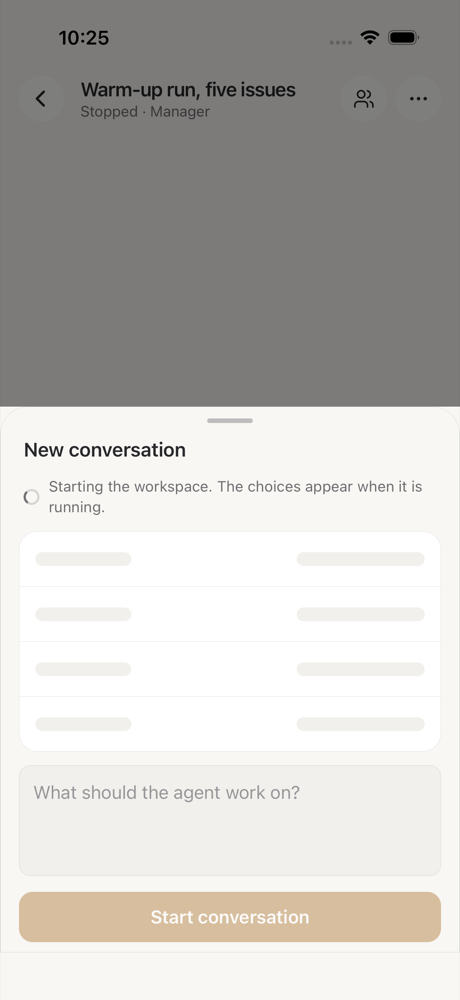 10:25
Warm-up run, five issues
Stopped · Manager
New conversation
Starting the workspace. The choices appear when it is
running.
What should the agent work on?
Start conversation